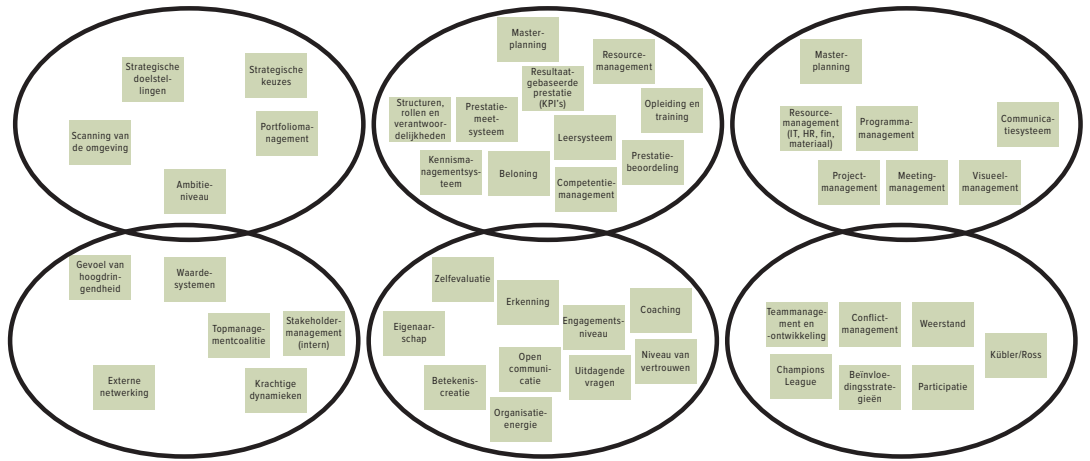 Strategische
doelstel-
lingen
Strategische
keuzes
Scanning van
de omgeving
Portfolioma-
nagement
Ambitie-
niveau
Master-
planning
Resource-
management
Resultaat-
gebaseerde
prestatie
(KPI's)
Structuren,
rollen en
verantwoor-
delijkheden
Prestatie-
meet-
systeem
Opleiding en
training
Leersysteem
Kennisma-
nagementsys-
teem
Beloning
Competentie-
management
Prestatie-
beoordeling
Master-
planning
Resource-
management
(IT, HR, fin,
materiaal)
Programma-
management
Communica-
tiesysteem
Project-
management
Meeting-
management
Visueel-
management
Gevoel van
hoogdrin-
gendheid
Waarde-
systemen
Topmanage-
mentcoalitie
Stakeholder-
management
(intern)
Externe
netwerking
Krachtige
dynamieken
Zelfevaluatie
Erkenning
Eigenaar-
schap
Engagements-
niveau
Coaching
Open
communi-
catie
Uitdagende
vragen
Niveau van
vertrouwen
Betekenis-
creatie
Organisatie-
energie
Teammanage-
ment en
-ontwikkeling
Conflict-
management
Weerstand
Kübler/Ross
Champions
League
Beïnvloe-
dingsstrate-
gieën
Participatie